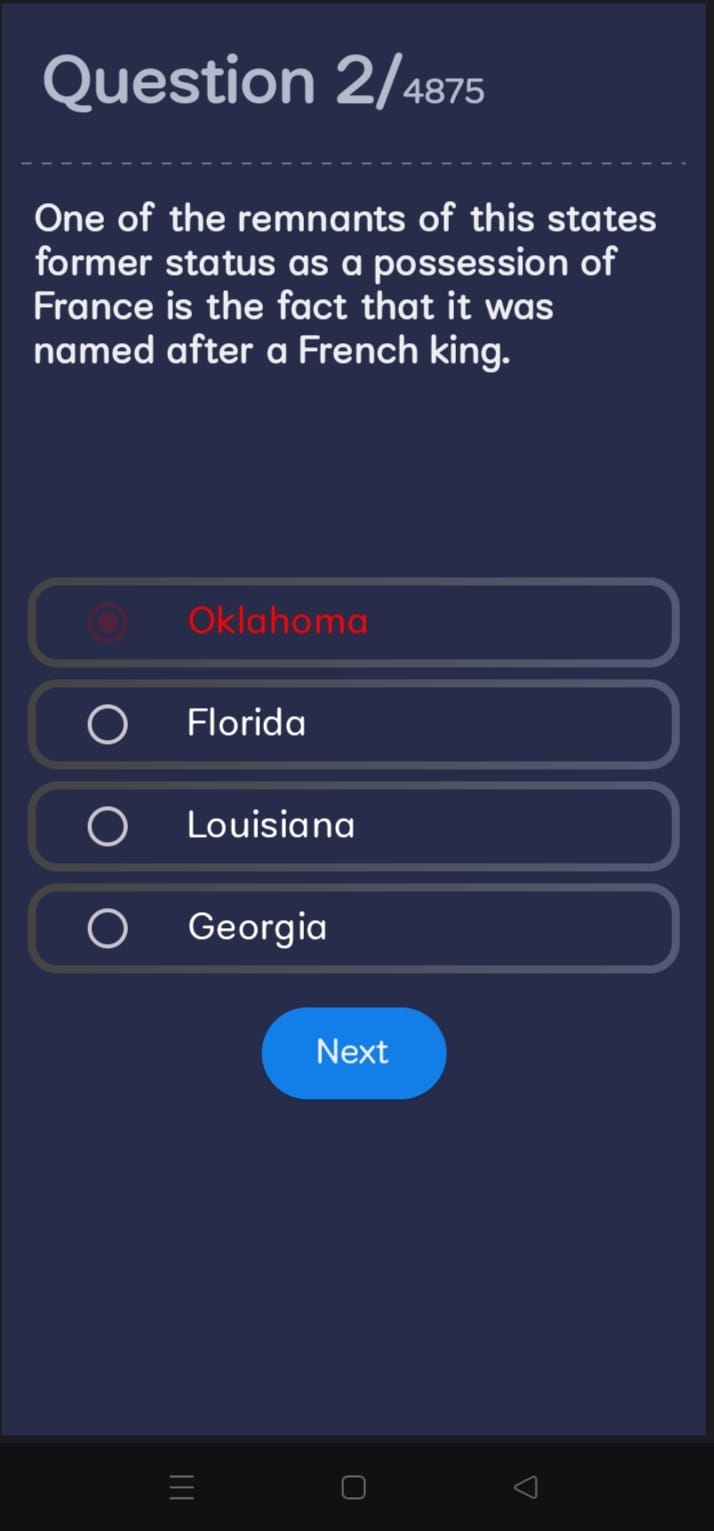 Question 2/4875
One of the remnants of this states
former status as a possession of
France is the fact that it was
named after a French king.
Oklahoma
Florida
Louisiana
Georgia
Next